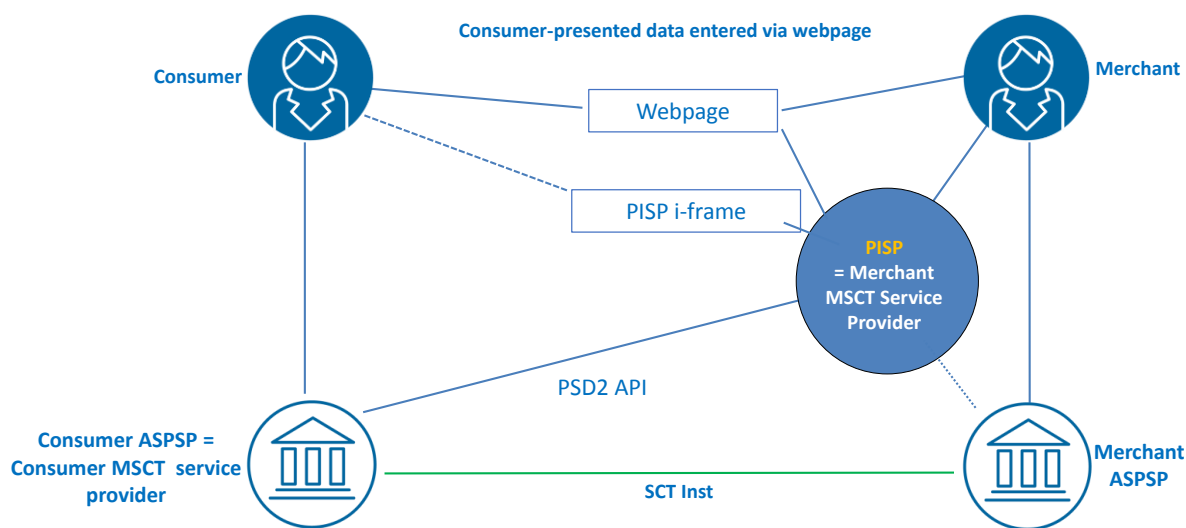 Consumer-presented data entered via webpage
Consumer
Merchant
Webpage
PISP i-frame
PISP
= Merchant
MSCT Service
Provider
PSD2 API
Consumer ASPSP =
Consumer MSCT service
provider
Merchant
ASPSP
SCT Inst